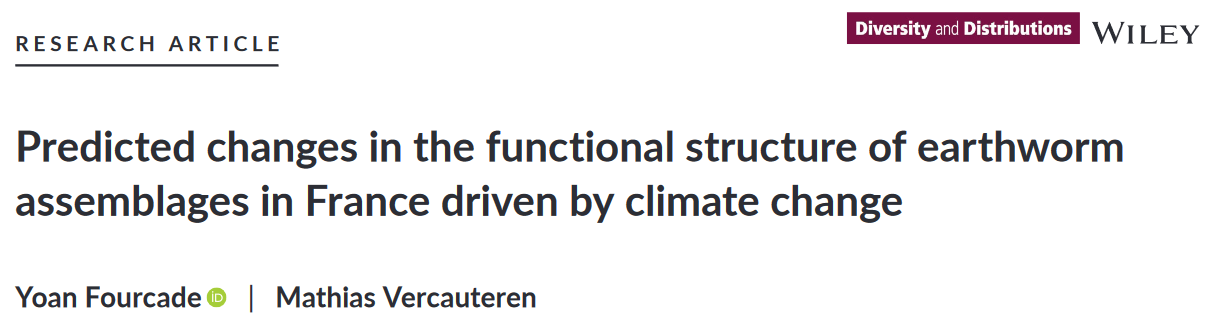 RESEARCH ARTICLE
Diversity and Distributions WILEY
Predicted changes in the functional structure of earthworm
assemblages in France driven by climate change
Yoan Fourcade iD | Mathias Vercauteren